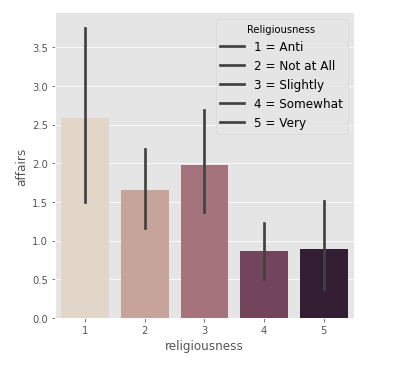 Religiousness
1 = Anti
2 = Not at All
3 = Slightly
4 = Somewhat
5 = Very
3.5
3.0
2.5
2.0
1.5
1.0
0.5
0.0
affairs
1 2 3 4 5
religiousness